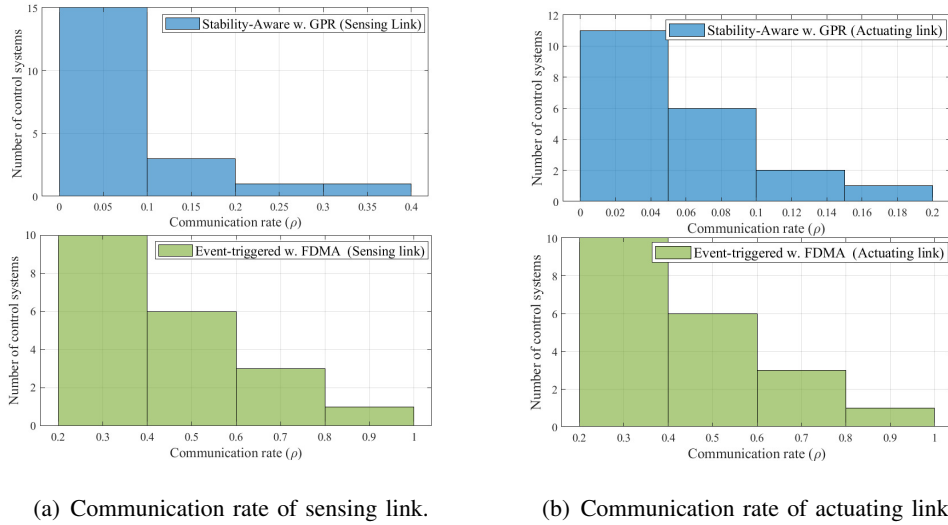 15
10
5
0
Number of control systems
Stability-Aware w. GPR (Sensing Link)
0 0.05 0.1 0.15 0.2 0.25 0.3 0.35 0.4
Communication rate (ρ)
10
8
6
4
2
0
Number of control systems
Event-triggered w. FDMA (Sensing link)
0.2 0.3 0.4 0.5 0.6 0.7 0.8 0.9 1
Communication rate (ρ)
(a) Communication rate of sensing link.
12
10
8
6
4
2
0
Number of control systems
Stability-Aware w. GPR (Actuating link)
0 0.02 0.04 0.06 0.08 0.1 0.12 0.14 0.16 0.18 0.2
Communication rate (ρ)
10
8
6
4
2
0
Number of control systems
Event-triggered w. FDMA (Actuating link)
0.2 0.3 0.4 0.5 0.6 0.7 0.8 0.9 1
Communication rate (ρ)
(b) Communication rate of actuating link